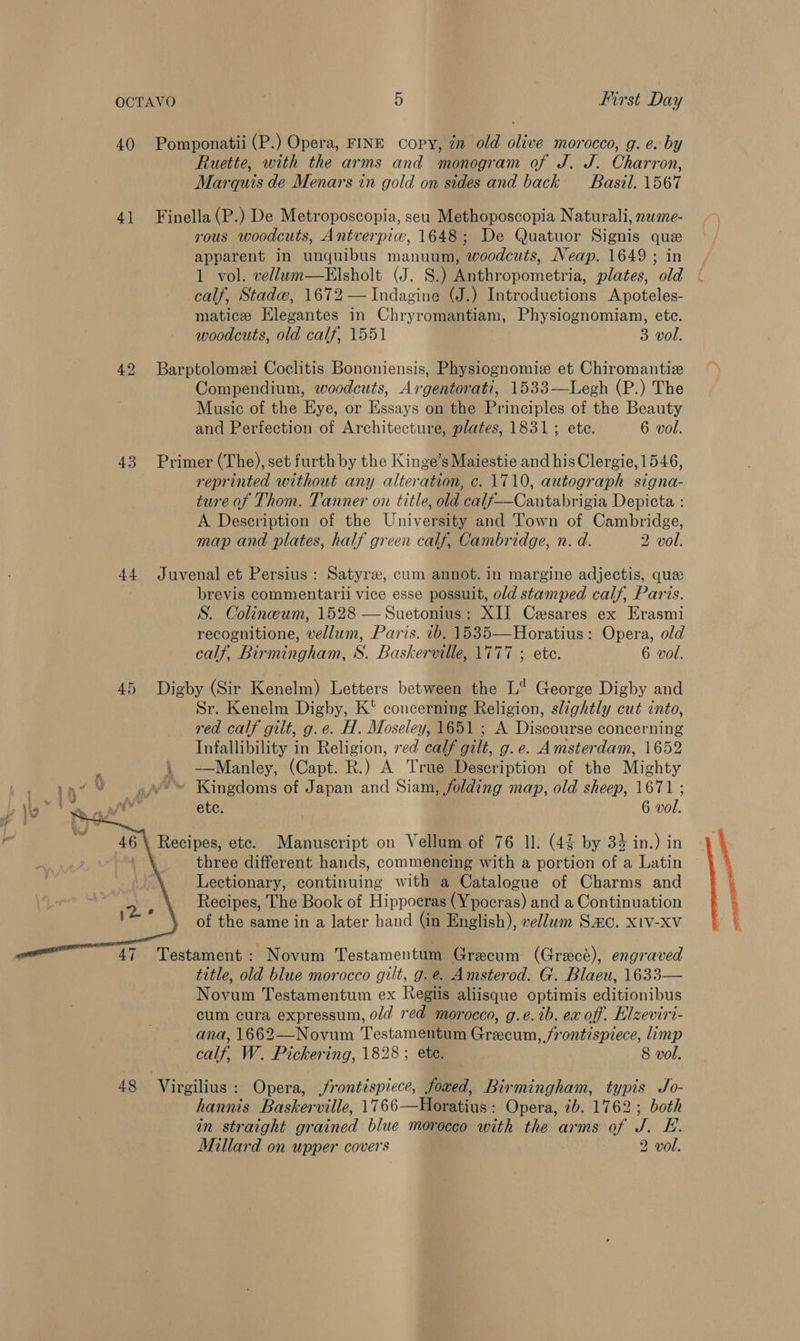 OCTAVO 5 First Day
40 Pomponatii (P.) Opera, FINE COPY, in old olive morocco, g. e. by
Ruette, with the arms and monogram of J. J. Charron,
Marquis de Menars in gold on sides and back Basil. 1567
41 Finella (P.) De Metroposcopia, seu Methoposcopia Naturali, nume-
rous woodcuts, Antverpiæ, 1648; De Quatuor Signis quæ
apparent in unquibus manuum, woodcuts, Neap. 1649; in
1 vol. vellum—Elsholt (J. S.) Anthropometria, plates, old
calf, Stadæ, 1672—Indagine (J.) Introductions Apoteles-
maticæ Elegantes in Chryromantiam, Physiognomiam, etc.
woodcuts, old calf, 1551 3 vol.
42 Barptolomæi Coclitis Bononiensis, Physiognomiæ et Chiromantiæ
Compendium, woodcuts, Argentorati, 1533—Legh (P.) The
Music of the Eye, or Essays on the Principles of the Beauty
and Perfection of Architecture, plates, 1831; etc. 6 vol.
43 Primer (The), set furth by the Kinge's Maiestie and his Clergie, 1546,
reprinted without any alteration, c. 1710, autograph signa-
ture of Thom. Tanner on title, old calf—Cantabrigia Depicta:
A Description of the University and Town of Cambridge,
map and plates, half green calf, Cambridge, n. d. 2 vol.
44 Juvenal et Persius: Satyræ, cum annot. in margine adjectis, quæ
brevis commentarii vice esse possuit, old stamped calf, Paris.
S. Colinæum, 1528—Suetonius: XII Cæsares ex Erasmi
recognitione, vellum, Paris. ib. 1535—Horatius: Opera, old
calf, Birmingham, S. Baskerville, 1777; etc. 6 vol.
45 Digby (Sir Kenelm) Letters between the Ld George Digby and
Sr. Kenelm Digby, Kt concerning Religion, slightly cut into,
red calf gilt, g. e. H. Moseley, 1651; A Discourse concerning
Infallibility in Religion, red calf gilt, g. e. Amsterdam, 1652
—Manley, (Capt. R.) A True Description of the Mighty
Kingdoms of Japan and Siam, folding map, old sheep, 1671;
etc. 6 vol.
46 Recipes, etc. Manuscript on Vellum of 76 ll. (4¾ by 3½ in.) in
three different hands, commencing with a portion of a Latin
Lectionary, continuing with a Catalogue of Charms and
Recipes, The Book of Hippocras (Ypocras) and a Continuation
of the same in a later hand (in English), vellum SÆC. XIV-XV
47 Testament: Novum Testamentum Græcum (Græcé), engraved
title, old blue morocco gilt, g. e. Amsterod. G. Blaeu, 1633—
Novum Testamentum ex Regiis aliisque optimis editionibus
cum cura expressum, old red morocco, g. e. ib. ex off. Elzeviri-
ana, 1662—Novum Testamentum Græcum, frontispiece, limp
calf, W. Pickering, 1828; etc. 8 vol.
48 Virgilius: Opera, frontispiece, foxed, Birmingham, typis Jo-
hannis Baskerville, 1766—Horatius: Opera, ib. 1762; both
in straight grained blue morocco with the arms of J. E.
Millard on upper covers 2 vol.